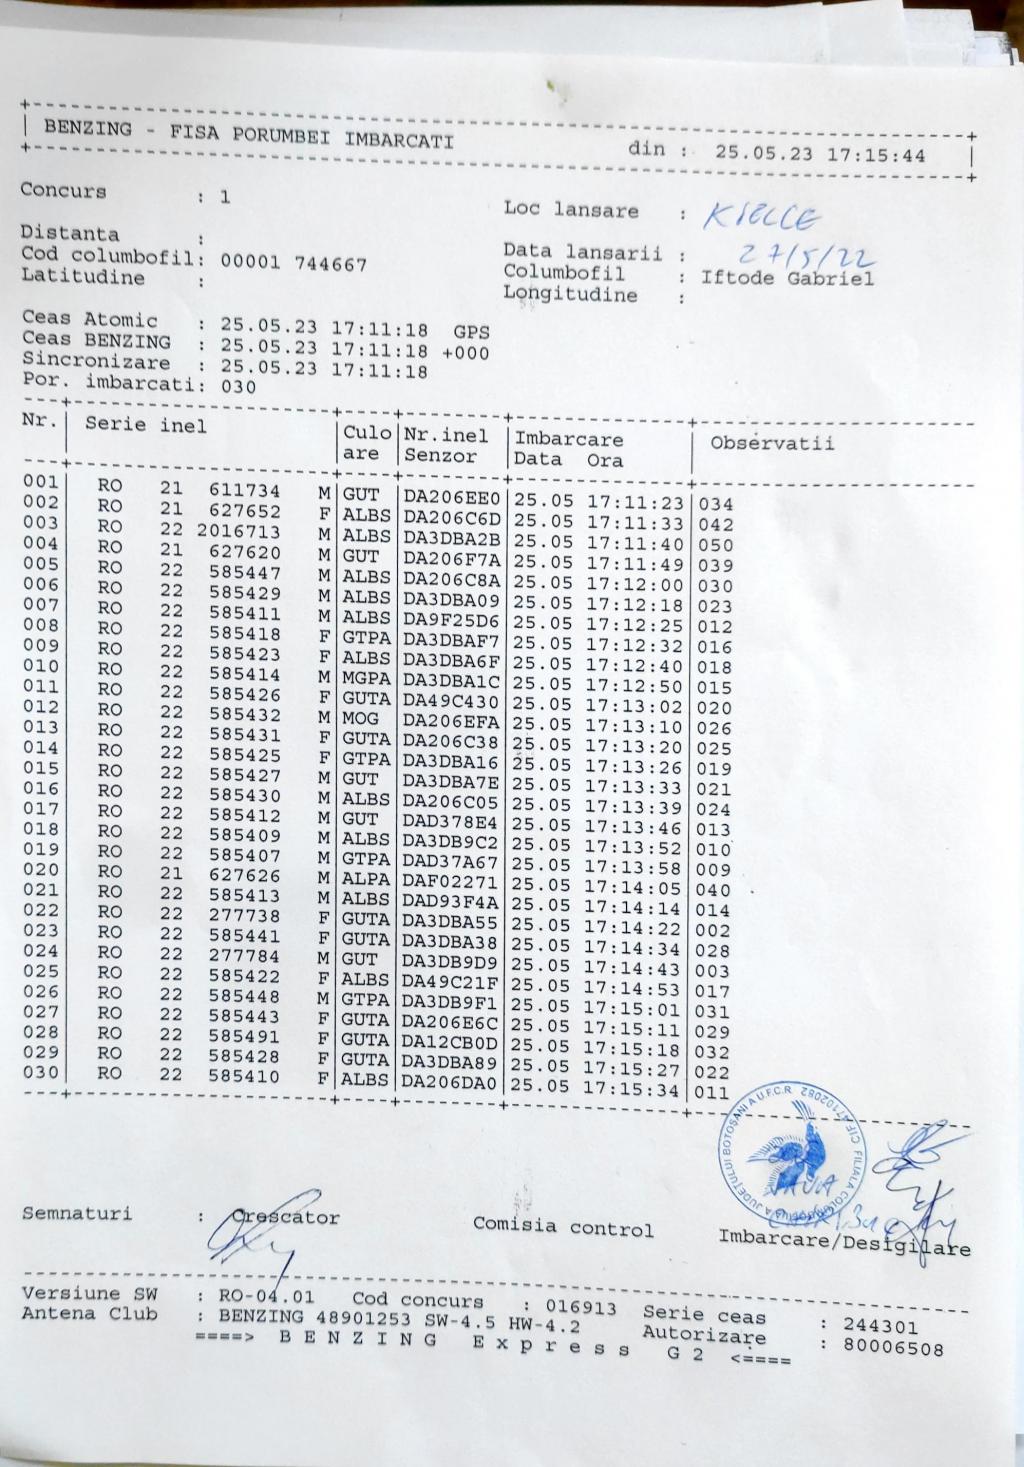 BENZING - FISA PORUMBEI IMBARCATI din : 25.05.23 17:15:44
Concurs : 1 Loc lansare : KIELCE
Distanta : Data lansarii : 27/5/22
Cod columbofil: 00001 744667 Columbofil : Iftode Gabriel
Latitudine : Longitudine :
Ceas Atomic : 25.05.23 17:11:18 GPS
Ceas BENZING : 25.05.23 17:11:18 +000
Sincronizare : 25.05.23 17:11:18
Por. imbarcati: 030
Nr. Serie inel Culo Nr.inel Imbarcare Observatii
are Senzor Data Ora
001 RO 21 611734 M GUT DA206EE0 25.05 17:11:23 034
002 RO 21 627652 F ALBS DA206C6D 25.05 17:11:33 042
003 RO 22 2016713 M ALBS DA3DBA2B 25.05 17:11:40 050
004 RO 21 627620 M GUT DA206F7A 25.05 17:11:49 039
005 RO 22 585447 M ALBS DA206C8A 25.05 17:12:00 030
006 RO 22 585429 M ALBS DA3DBA09 25.05 17:12:18 023
007 RO 22 585411 M ALBS DA9F25D6 25.05 17:12:25 012
008 RO 22 585418 F GTPA DA3DBAF7 25.05 17:12:32 016
009 RO 22 585423 F ALBS DA3DBA6F 25.05 17:12:40 018
010 RO 22 585414 M MGPA DA3DBA1C 25.05 17:12:50 015
011 RO 22 585426 F GUTA DA49C430 25.05 17:13:02 020
012 RO 22 585432 M MOG DA206EFA 25.05 17:13:10 026
013 RO 22 585431 F GUTA DA206C38 25.05 17:13:20 025
014 RO 22 585425 F GTPA DA3DBA16 25.05 17:13:26 019
015 RO 22 585427 M GUT DA3DBA7E 25.05 17:13:33 021
016 RO 22 585430 M ALBS DA206C05 25.05 17:13:39 024
017 RO 22 585412 M GUT DAD378E4 25.05 17:13:46 013
018 RO 22 585409 M ALBS DA3DB9C2 25.05 17:13:52 010
019 RO 22 585407 M GTPA DAD37A67 25.05 17:13:58 009
020 RO 21 627626 M ALPA DAF02271 25.05 17:14:05 040
021 RO 22 585413 M ALBS DAD93F4A 25.05 17:14:14 014
022 RO 22 277738 F GUTA DA3DBA55 25.05 17:14:22 002
023 RO 22 585441 F GUTA DA3DBA38 25.05 17:14:34 028
024 RO 22 277784 M GUT DA3DB9D9 25.05 17:14:43 003
025 RO 22 585422 F ALBS DA49C21F 25.05 17:14:53 017
026 RO 22 585448 M GTPA DA3DB9F1 25.05 17:15:01 031
027 RO 22 585443 F GUTA DA206E6C 25.05 17:15:11 029
028 RO 22 585491 F GUTA DA12CB0D 25.05 17:15:18 032
029 RO 22 585428 F GUTA DA3DBA89 25.05 17:15:27 022
030 RO 22 585410 F ALBS DA206DA0 25.05 17:15:34 011
A JUDETULUI BOTOSANI A U.F.C.R. CIF FILIALA
Semnaturi : Crescator Comisia control Imbarcare/Desigilare
Versiune SW : RO-04.01 Cod concurs : 016913 Serie ceas : 244301
Antena Club : BENZING 48901253 SW-4.5 HW-4.2 Autorizare : 80006508
====> B E N Z I N G E x p r e s s G 2 <====